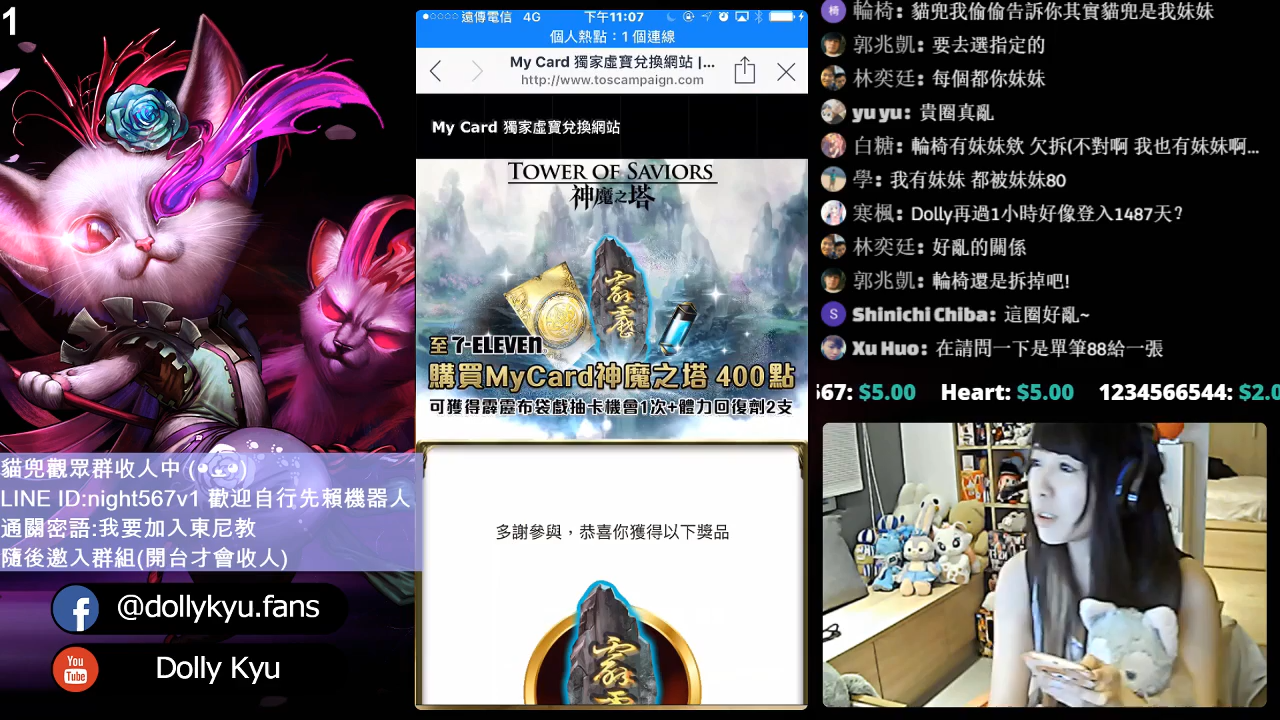 1
貓兜觀眾群收人中 (●ω●)
LINE ID:night567v1 歡迎自行先賴機器人
通關密語:我要加入東尼教
隨後邀入群組(開台才會收人)
@dollykyu.fans
You Tube
Dolly Kyu
遠傳電信 4G 下午11:07
個人熱點：1 個連線
My Card 獨家虛寶兌換網站 |...
http://www.toscampaign.com
My Card 獨家虛寶兌換網站
TOWER OF SAVIORS
神魔之塔
霹靂
至7-ELEVEN
購買MyCard神魔之塔 400點
可獲得霹靂布袋戲抽卡機會1次+體力回復劑2支
多謝參與，恭喜你獲得以下獎品
霹靂
椅 輪椅: 貓兜我偷偷告訴你其實貓兜是我妹妹
郭兆凱: 要去選指定的
林奕廷: 每個都你妹妹
yu yu: 貴圈真亂
白糖: 輪椅有妹妹欸 欠拆(不對啊 我也有妹妹啊...
學: 我有妹妹 都被妹妹80
寒楓: Dolly再過1小時好像登入1487天?
林奕廷: 好亂的關係
郭兆凱: 輪椅還是拆掉吧!
S Shinichi Chiba: 這圈好亂~
Xu Huo: 在請問一下是單筆88給一張
567: $5.00 Heart: $5.00 1234566544: $2.0